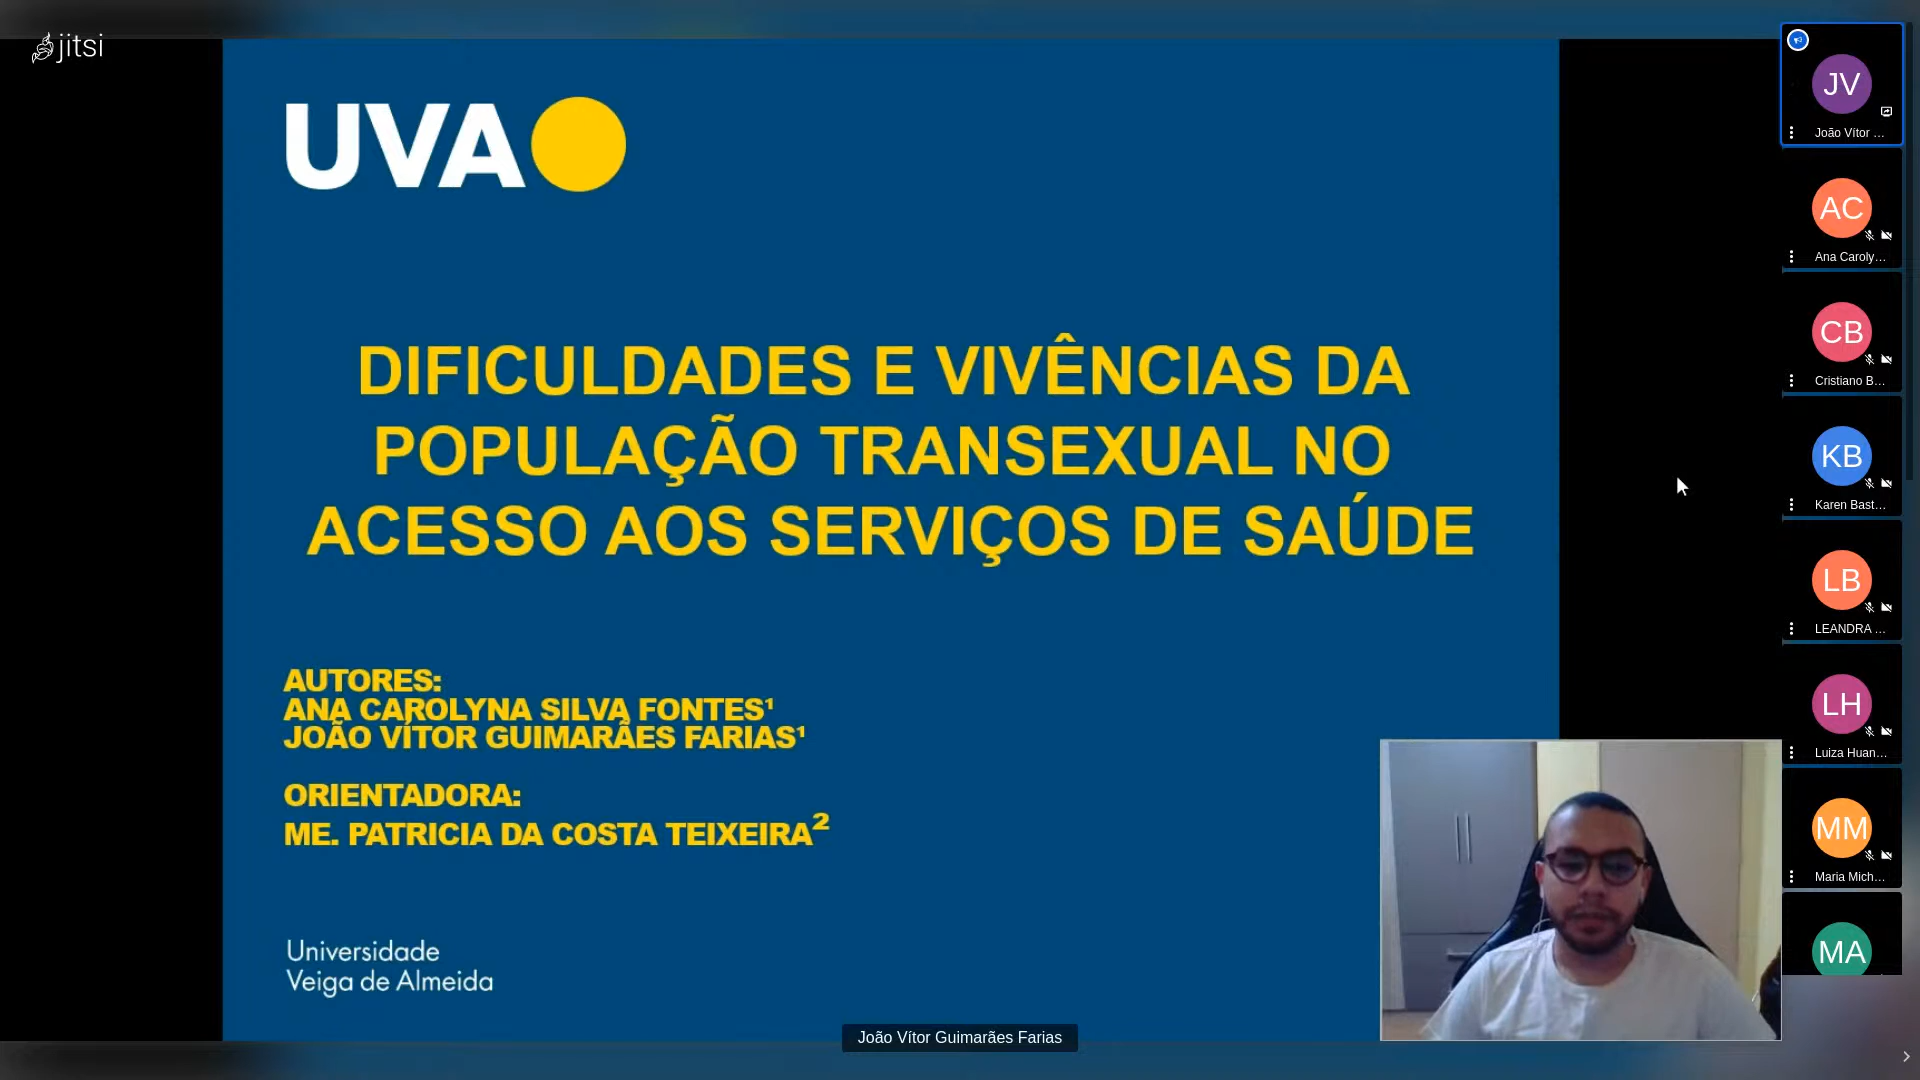 jitsi
UVA
DIFICULDADES E VIVÊNCIAS DA
POPULAÇÃO TRANSEXUAL NO
ACESSO AOS SERVIÇOS DE SAÚDE
AUTORES:
ANA CAROLYNA SILVA FONTES¹
JOÃO VÍTOR GUIMARÃES FARIAS¹
ORIENTADORA:
ME. PATRICIA DA COSTA TEIXEIRA²
Universidade
Veiga de Almeida
João Vítor Guimarães Farias
JV
João Vítor ...
AC
Ana Caroly...
CB
Cristiano B...
KB
Karen Bast...
LB
LEANDRA ...
LH
Luiza Huan...
MM
Maria Mich...
MA